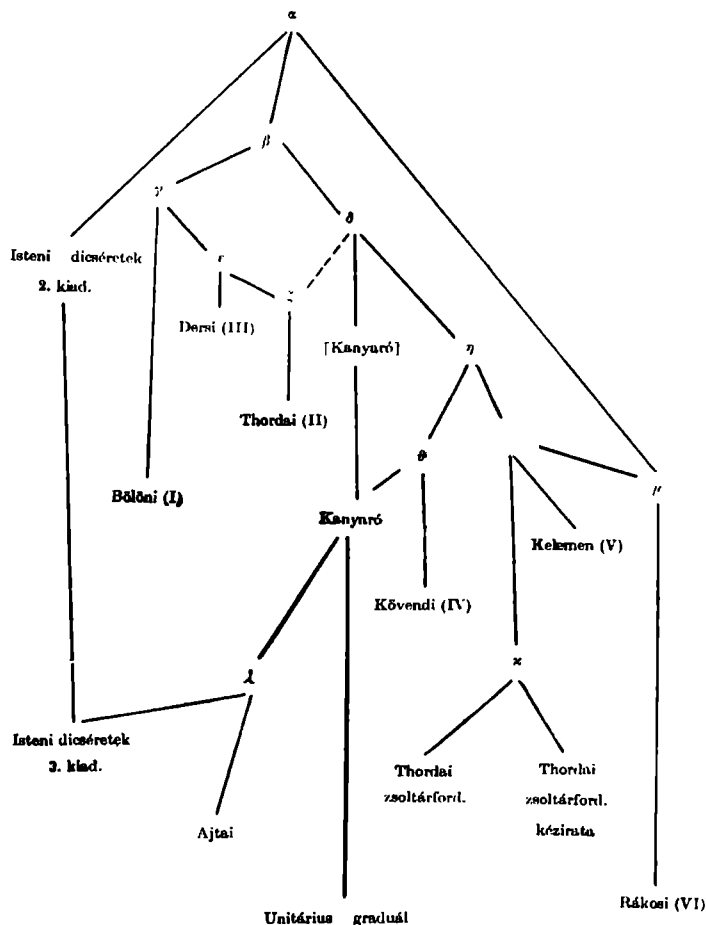 α
β
γ
δ
Isteni dicséretek
2. kiad.
ε
ζ
Dersi (III)
[Kanyaró]
η
Thordai (II)
ϑ
Bölöni (I)
μ
Kanyaró
Kelemen (V)
Kövendi (IV)
ϰ
λ
Isteni dicséretek
3. kiad.
Thordai
zsoltárford.
Thordai
zsoltárford.
kézirata
Ajtai
Rákosi (VI)
Unitárius graduál